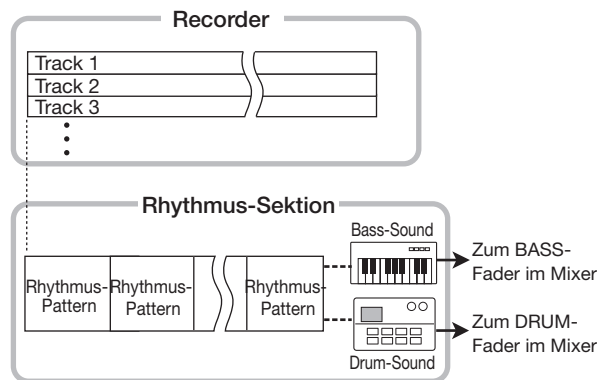 Recorder
Track 1
Track 2
Track 3
Rhythmus-Sektion
Bass-Sound
Zum BASS-
Fader im Mixer
Rhythmus-
Pattern
Rhythmus-
Pattern
Rhythmus-
Pattern
Zum DRUM-
Fader im Mixer
Drum-Sound